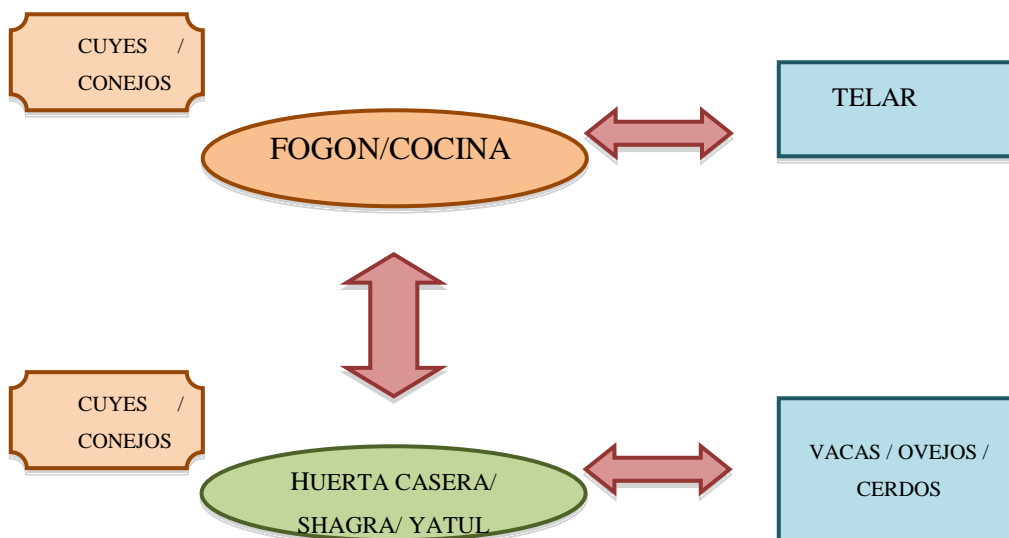 CUYES /
CONEJOS
FOGON/COCINA
TELAR
CUYES /
CONEJOS
HUERTA CASERA/
SHAGRA/ YATUL
VACAS / OVEJOS /
CERDOS